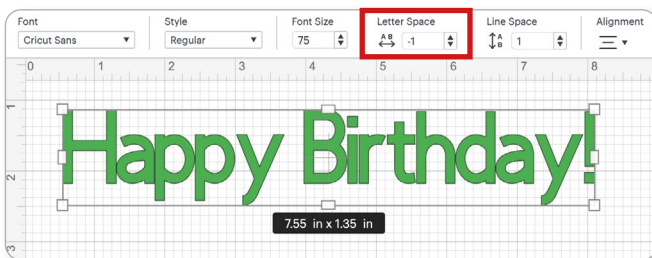 Font Style Font Size Letter Space Line Space Alignment
Cricut Sans Regular 75 A B -1 A B 1
0 1 2 3 4 5 6 7 8
1
Happy Birthday!
2
7.55 in x 1.35 in
3